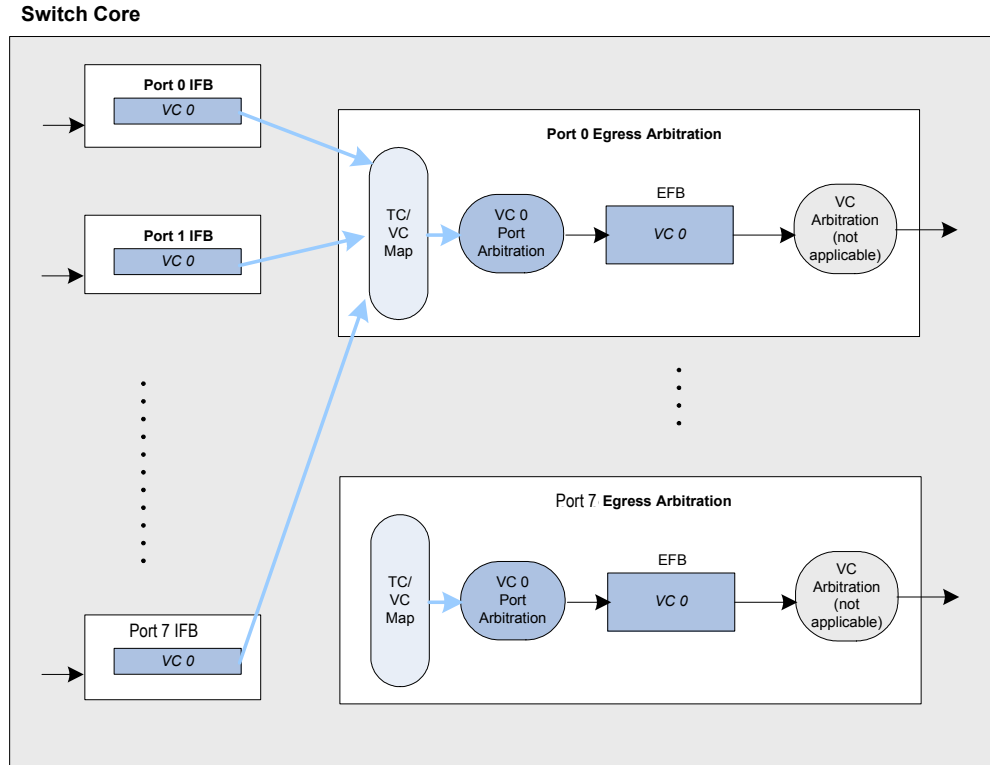 Switch Core
Port 0 IFB
VC 0
Port 1 IFB
VC 0
Port 7 IFB
VC 0
Port 0 Egress Arbitration
TC/
VC
Map
VC 0
Port
Arbitration
EFB
VC 0
VC
Arbitration
(not
applicable)
Port 7 Egress Arbitration
TC/
VC
Map
VC 0
Port
Arbitration
EFB
VC 0
VC
Arbitration
(not
applicable)